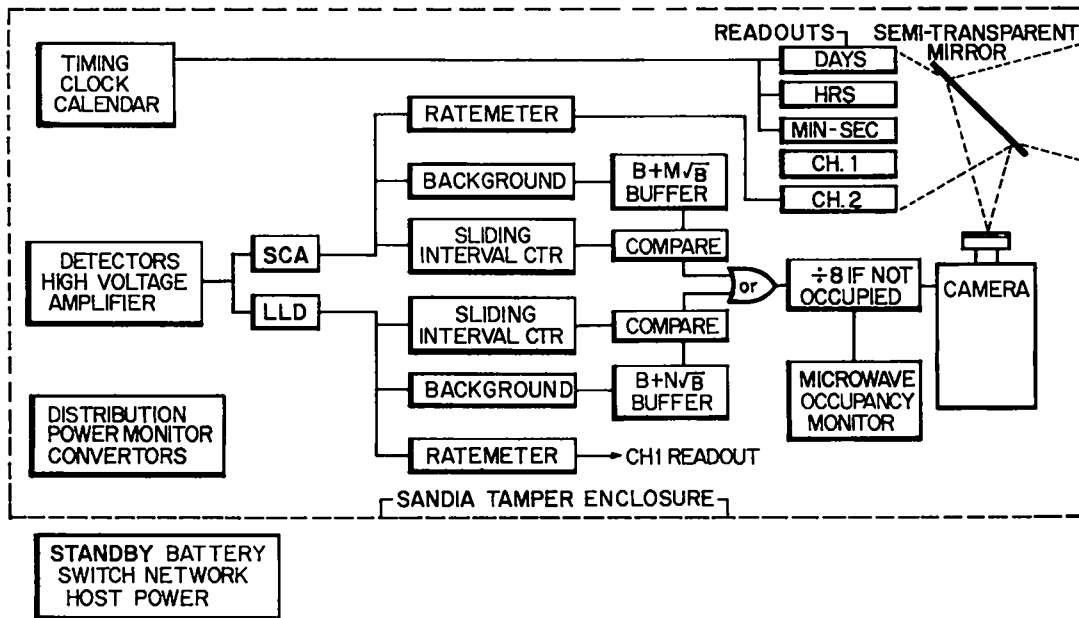 READOUTS
SEMI-TRANSPARENT
MIRROR
TIMING
CLOCK
CALENDAR
DAYS
HRS
MIN-SEC
CH. 1
CH. 2
RATEMETER
BACKGROUND
B+M√B
BUFFER
SLIDING
INTERVAL CTR
COMPARE
DETECTORS
HIGH VOLTAGE
AMPLIFIER
SCA
LLD
or
÷8 IF NOT
OCCUPIED
CAMERA
SLIDING
INTERVAL CTR
COMPARE
BACKGROUND
B+N√B
BUFFER
MICROWAVE
OCCUPANCY
MONITOR
DISTRIBUTION
POWER MONITOR
CONVERTORS
RATEMETER
CH1 READOUT
SANDIA TAMPER ENCLOSURE
STANDBY BATTERY
SWITCH NETWORK
HOST POWER